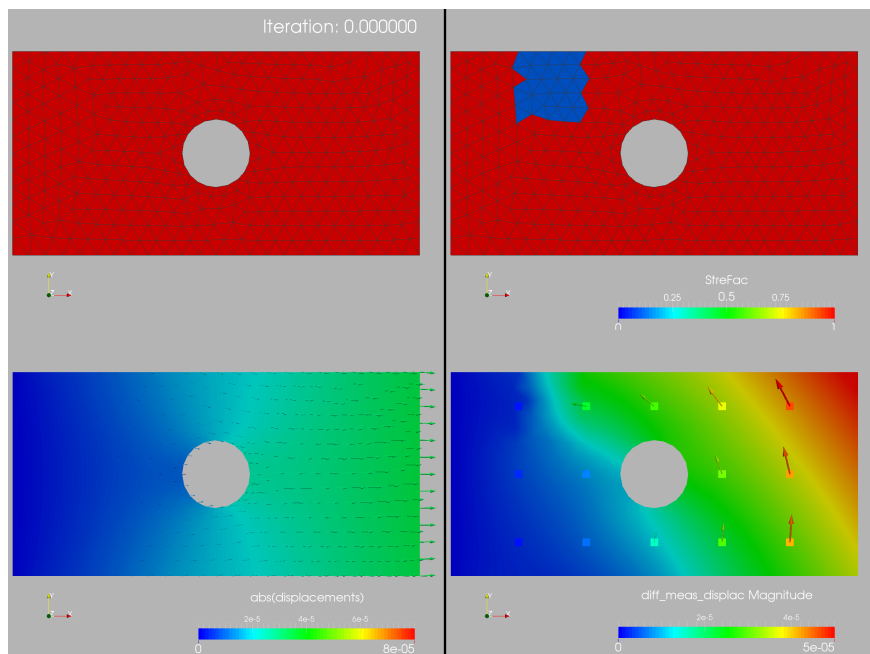 Iteration: 0.000000
Y
Z X
Y
Z X
StreFac
0.25 0.5 0.75
0 1
Y
Z X
abs(displacements)
2e-5 4e-5 6e-5
0 8e-05
Y
Z X
diff_meas_displac Magnitude
2e-5 4e-5
0 5e-05